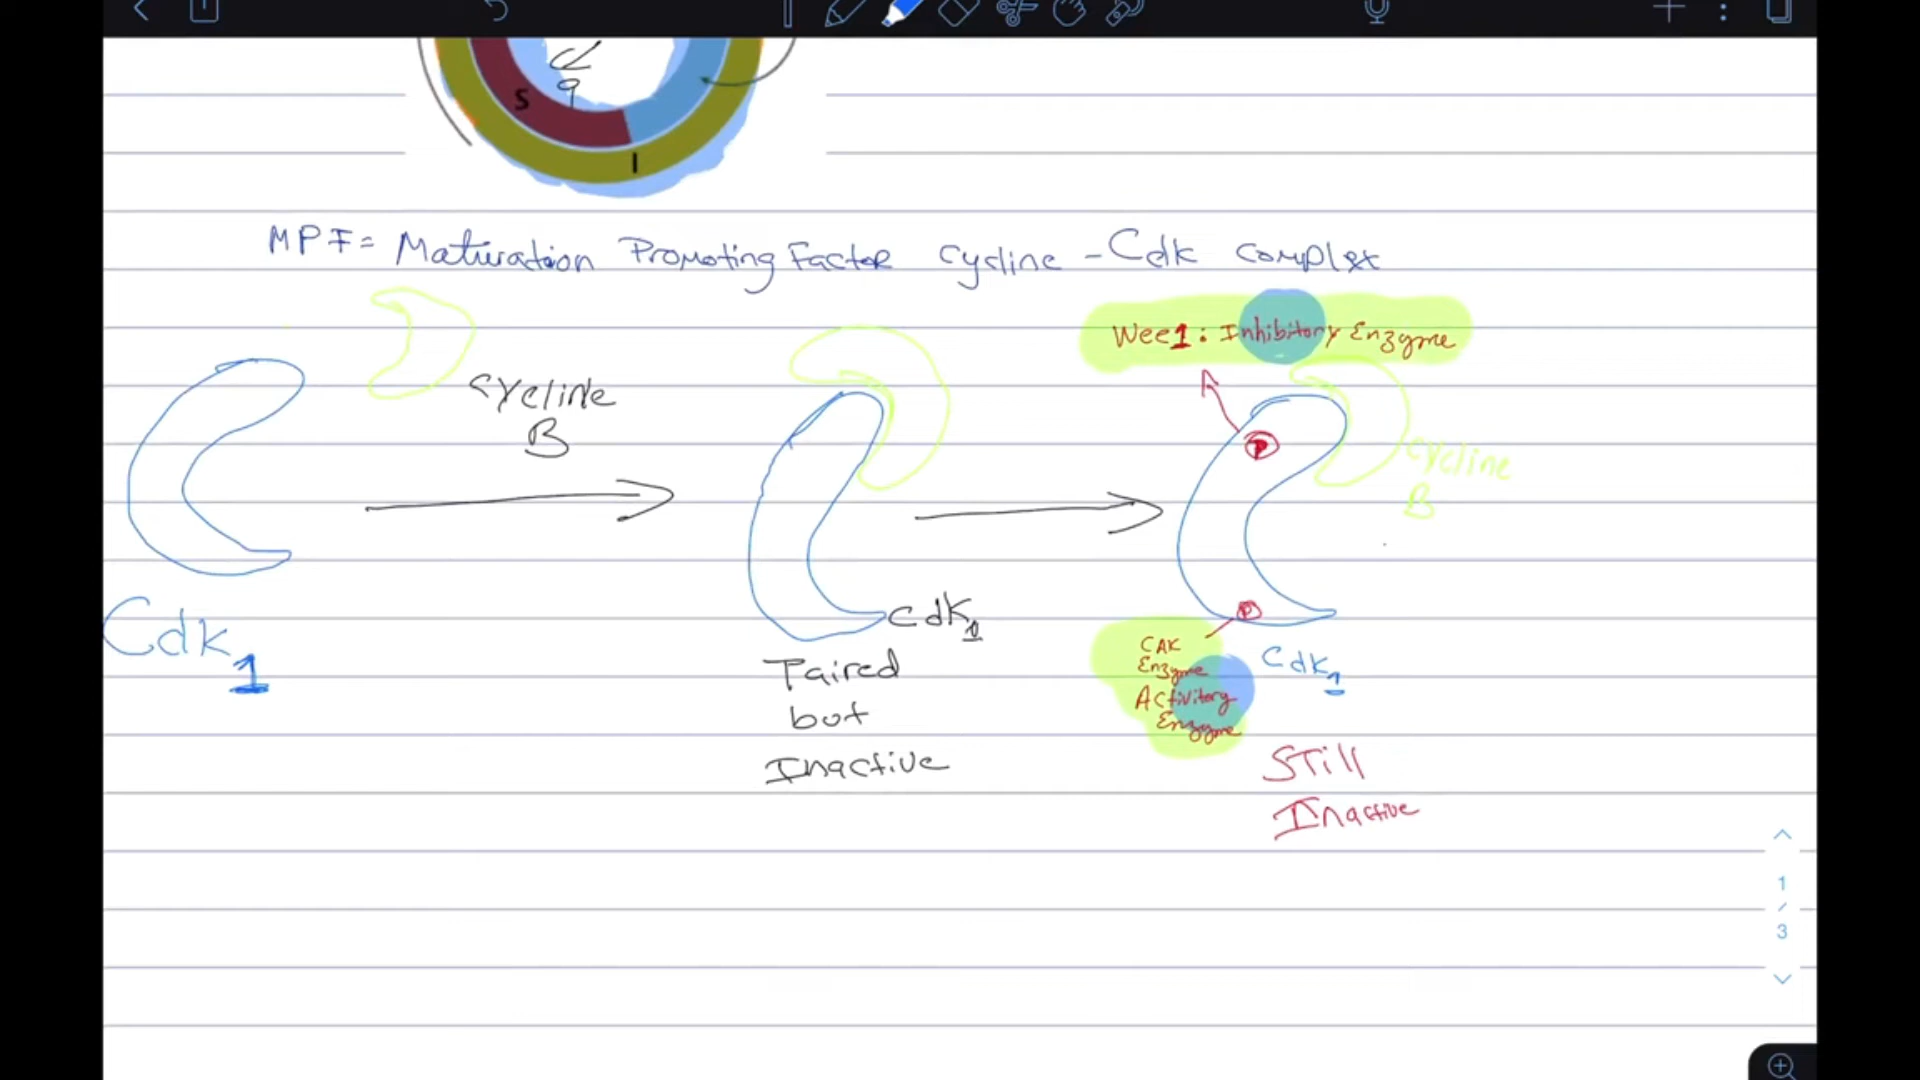 S
I
MPF= Maturation Promoting Factor Cycline - Cdk complex
Wee1: Inhibitory Enzyme
P
cycline
B
cycline
B
Cdk1
Cdk1
Paired
but
Inactive
P
CAK
Enzyme
Activitory
Enzyme
Cdk1
Still
Inactive
1
/
3